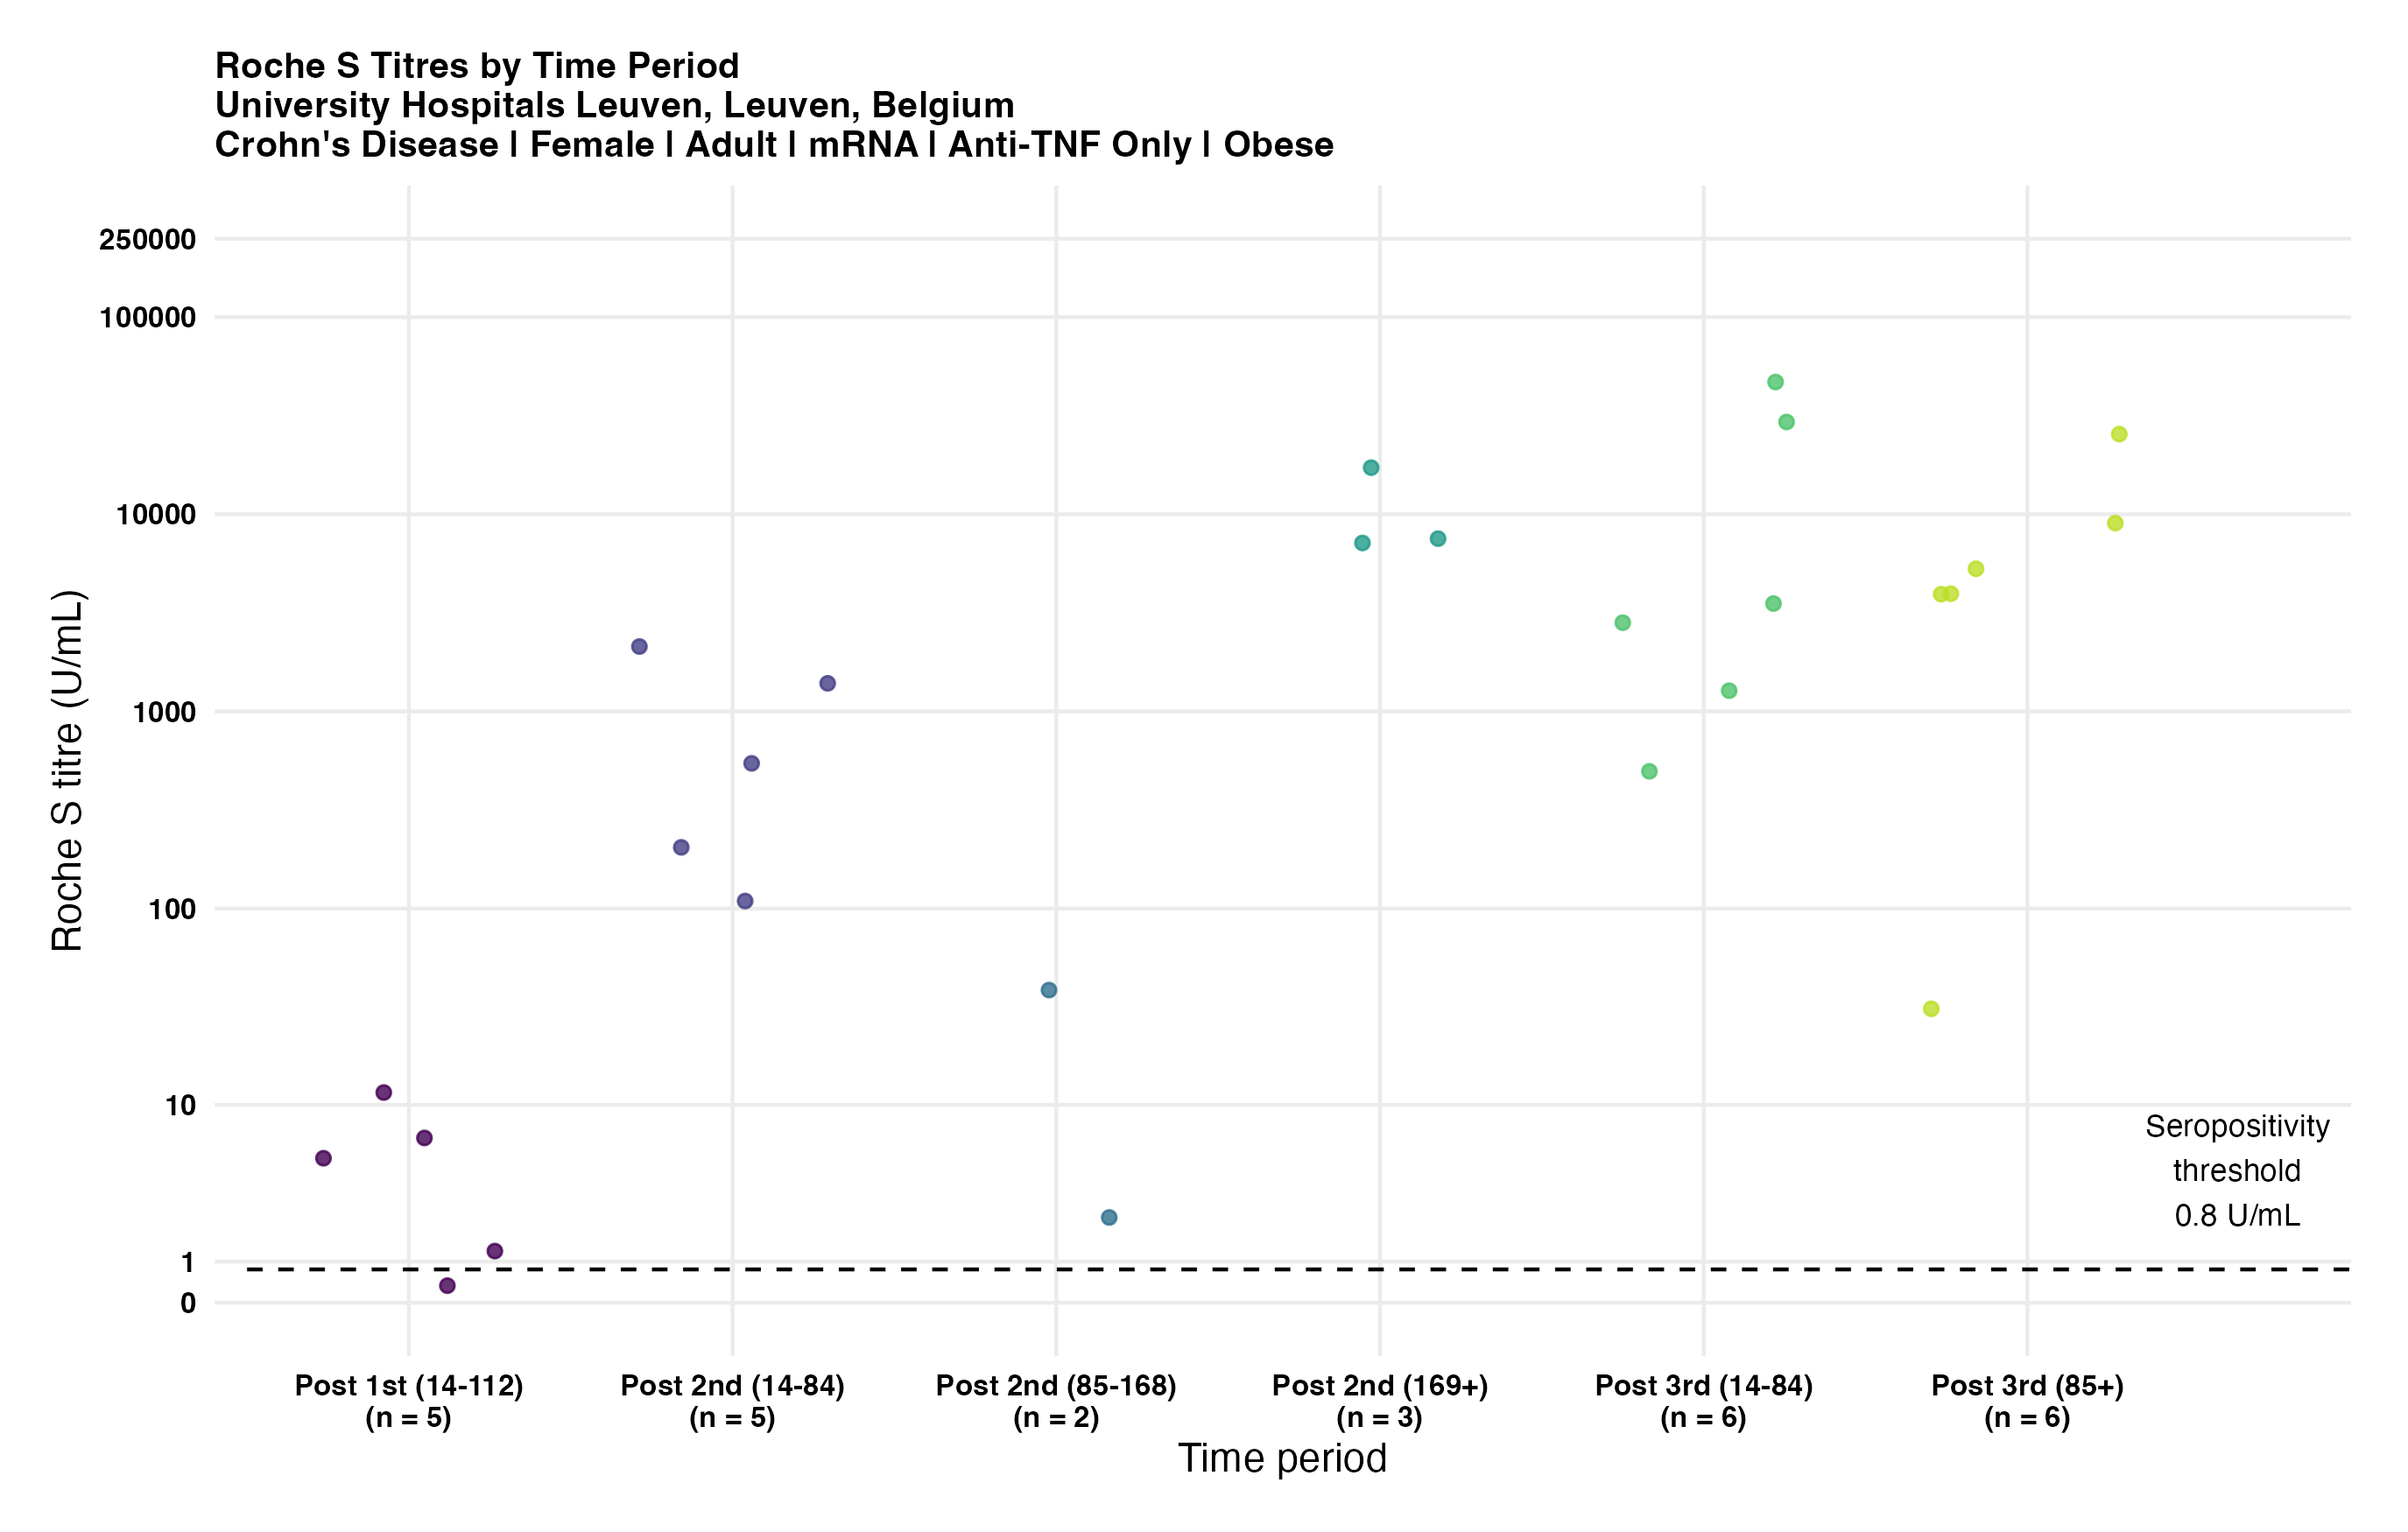 Roche S Titres by Time Period
University Hospitals Leuven, Leuven, Belgium
Crohn's Disease | Female | Adult | mRNA | Anti-TNF Only | Obese
Roche S titre (U/mL)
250000
100000
10000
1000
100
10
1
0
Seropositivity
threshold
0.8 U/mL
Post 1st (14-112)
(n = 5)
Post 2nd (14-84)
(n = 5)
Post 2nd (85-168)
(n = 2)
Post 2nd (169+)
(n = 3)
Post 3rd (14-84)
(n = 6)
Post 3rd (85+)
(n = 6)
Time period